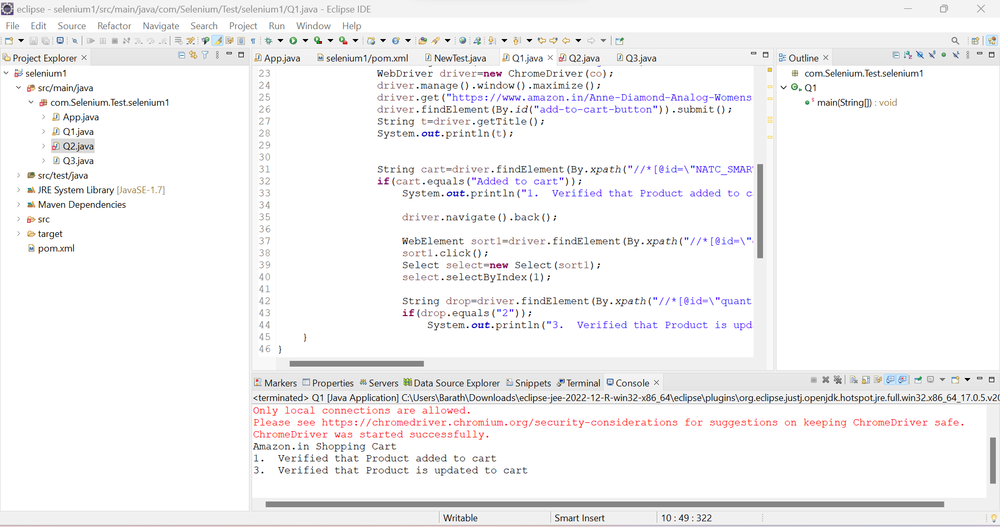 eclipse - selenium1/src/main/java/com/Selenium/Test/selenium1/Q1.java - Eclipse IDE
File Edit Source Refactor Navigate Search Project Run Window Help
Project Explorer
selenium1
src/main/java
com.Selenium.Test.selenium1
App.java
Q1.java
Q2.java
Q3.java
src/test/java
JRE System Library [JavaSE-1.7]
Maven Dependencies
src
target
pom.xml
App.java selenium1/pom.xml NewTest.java Q1.java Q2.java Q3.java
23 WebDriver driver=new ChromeDriver(co);
24 driver.manage().window().maximize();
25 driver.get("https://www.amazon.in/Anne-Diamond-Analog-Womens
26 driver.findElement(By.id("add-to-cart-button")).submit();
27 String t=driver.getTitle();
28 System.out.println(t);
29
30
31 String cart=driver.findElement(By.xpath("//*[@id=\"NATC_SMAR
32 if(cart.equals("Added to cart"));
33 System.out.println("1.  Verified that Product added to c
34
35 driver.navigate().back();
36
37 WebElement sort1=driver.findElement(By.xpath("//*[@id=\"
38 sort1.click();
39 Select select=new Select(sort1);
40 select.selectByIndex(1);
41
42 String drop=driver.findElement(By.xpath("//*[@id=\"quant
43 if(drop.equals("2"));
44 System.out.println("3.  Verified that Product is upd
45 }
46 }
Outline
com.Selenium.Test.selenium1
Q1
main(String[]) : void
Markers Properties Servers Data Source Explorer Snippets Terminal Console
<terminated> Q1 [Java Application] C:\Users\Barath\Downloads\eclipse-jee-2022-12-R-win32-x86_64\eclipse\plugins\org.eclipse.justj.openjdk.hotspot.jre.full.win32.x86_64_17.0.5.v20
Only local connections are allowed.
Please see https://chromedriver.chromium.org/security-considerations for suggestions on keeping ChromeDriver safe.
ChromeDriver was started successfully.
Amazon.in Shopping Cart
1.  Verified that Product added to cart
3.  Verified that Product is updated to cart
Writable Smart Insert 10 : 49 : 322